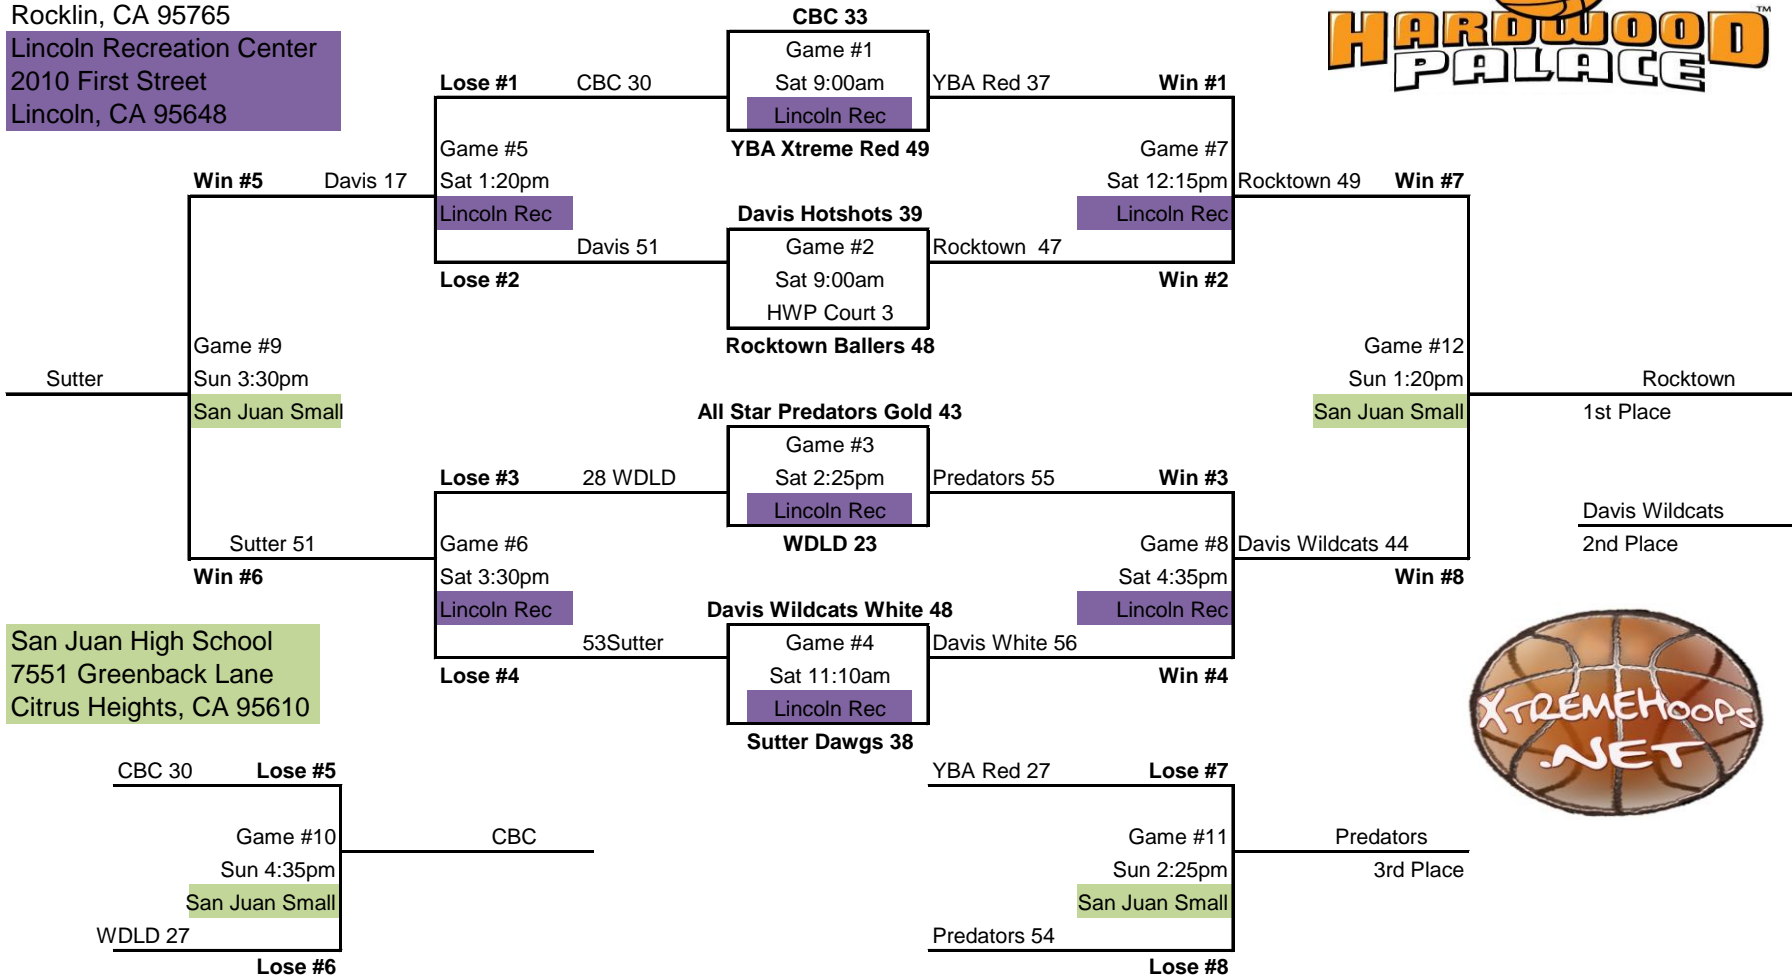 Rocklin, CA 95765
Lincoln Recreation Center
2010 First Street
Lincoln, CA 95648
CBC 33
Game #1
Sat 9:00am
Lincoln Rec
YBA Xtreme Red 49
HARDWOOD™
PALACE
Lose #1 CBC 30
YBA Red 37 Win #1
Game #5
Sat 1:20pm
Lincoln Rec
Game #7
Sat 12:15pm
Lincoln Rec
Win #5 Davis 17
Rocktown 49 Win #7
Davis Hotshots 39
Game #2
Sat 9:00am
HWP Court 3
Rocktown Ballers 48
Davis 51
Lose #2
Rocktown 47
Win #2
Game #9
Sun 3:30pm
San Juan Small
Sutter
Game #12
Sun 1:20pm
San Juan Small
Rocktown
1st Place
All Star Predators Gold 43
Game #3
Sat 2:25pm
Lincoln Rec
WDLD 23
Lose #3 28 WDLD
Predators 55 Win #3
Davis Wildcats
2nd Place
Sutter 51
Win #6
Game #6
Sat 3:30pm
Lincoln Rec
Game #8
Sat 4:35pm
Lincoln Rec
Davis Wildcats 44
Win #8
Davis Wildcats White 48
Game #4
Sat 11:10am
Lincoln Rec
Sutter Dawgs 38
53Sutter
Lose #4
Davis White 56
Win #4
San Juan High School
7551 Greenback Lane
Citrus Heights, CA 95610
XTREMEHOOPS
.NET
CBC 30 Lose #5
Game #10
Sun 4:35pm
San Juan Small
WDLD 27
Lose #6
CBC
YBA Red 27 Lose #7
Game #11
Sun 2:25pm
San Juan Small
Predators 54
Lose #8
Predators
3rd Place